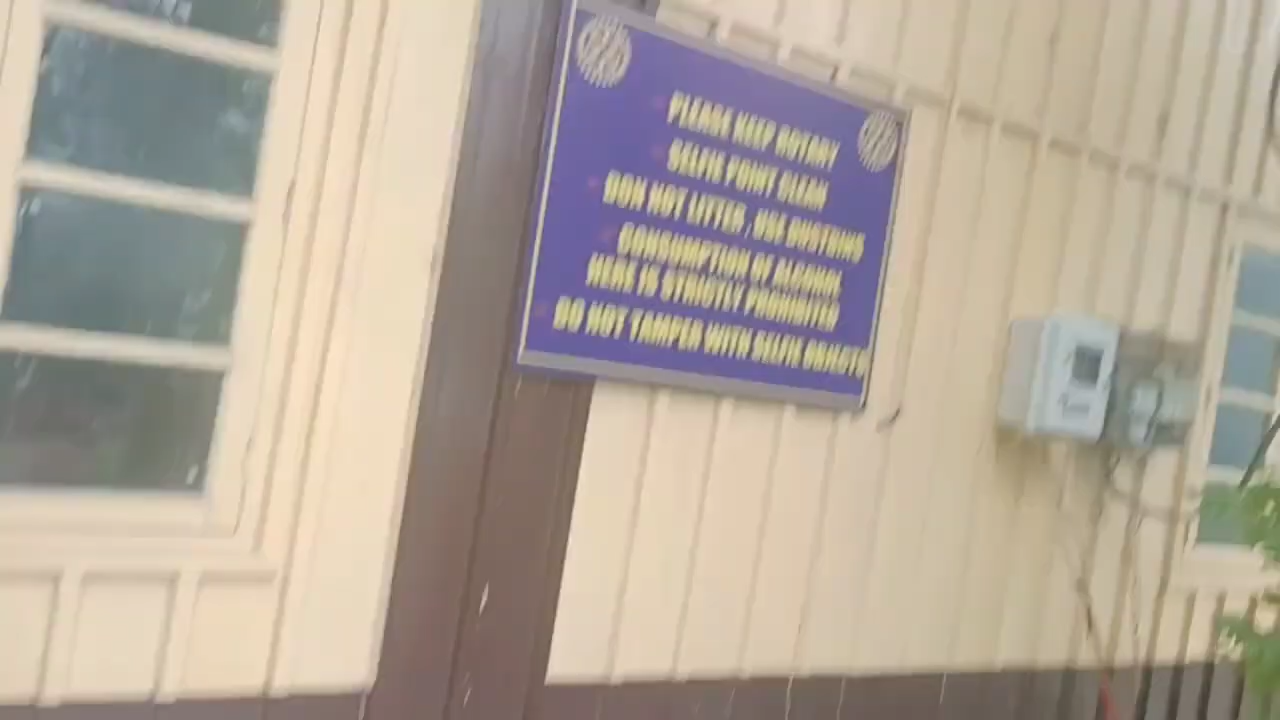 PLEASE KEEP ROTARY
SELFIE POINT CLEAN
DON NOT LITTER, USE DUSTBINS
CONSUMPTION OF ALCOHOL
HERE IS STRICTLY PROHIBITED
DO NOT TAMPER WITH SELFIE